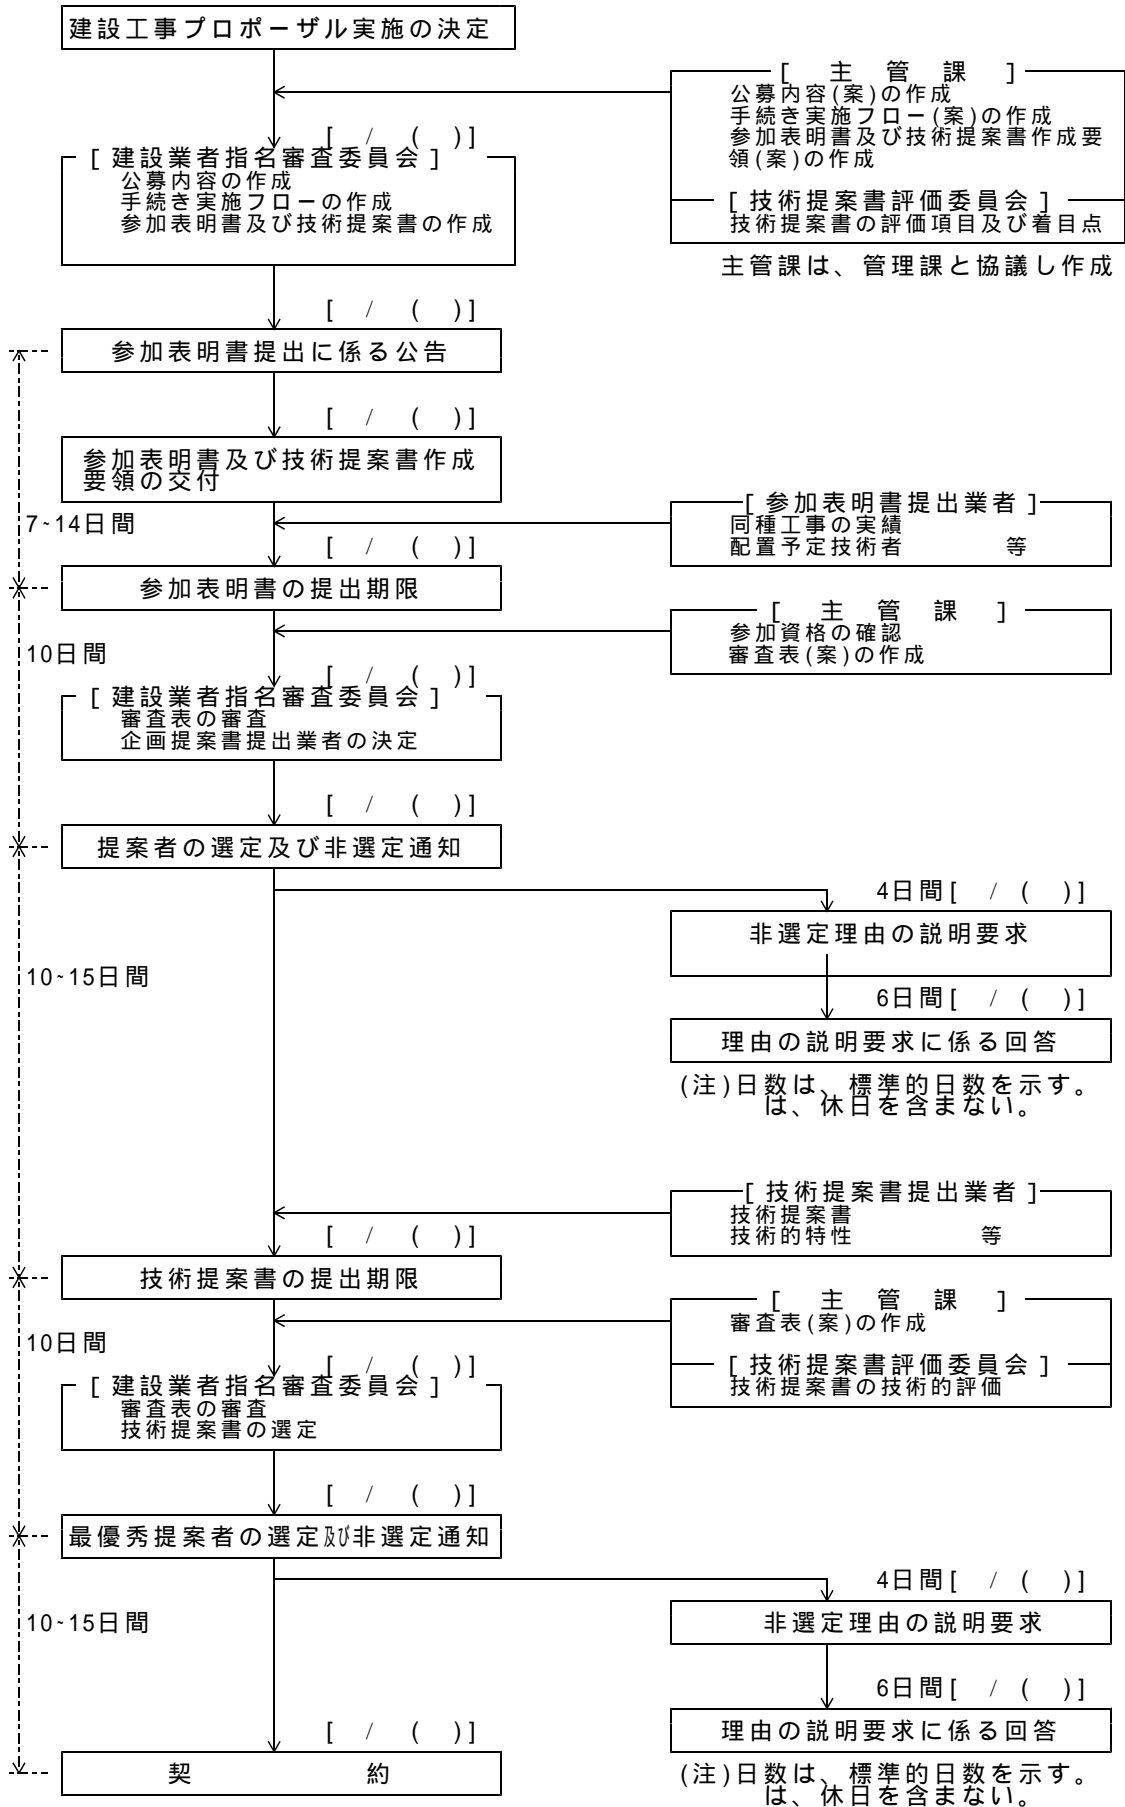 建設工事プロポーザル実施の決定
[　主　管　課　]
公募内容(案)の作成
手続き実施フロー(案)の作成
参加表明書及び技術提案書作成要
領(案)の作成
[技術提案書評価委員会]
技術提案書の評価項目及び着目点
主管課は、管理課と協議し作成
[　/　(　)]
[建設業者指名審査委員会]
公募内容の作成
手続き実施フローの作成
参加表明書及び技術提案書の作成
[　/　(　)]
参加表明書提出に係る公告
[　/　(　)]
参加表明書及び技術提案書作成
要領の交付
7~14日間
[参加表明書提出業者]
同種工事の実績
配置予定技術者　　　等
[　/　(　)]
参加表明書の提出期限
[　主　管　課　]
参加資格の確認
審査表(案)の作成
10日間
[　/　(　)]
[建設業者指名審査委員会]
審査表の審査
企画提案書提出業者の決定
[　/　(　)]
提案者の選定及び非選定通知
4日間[　/　(　)]
非選定理由の説明要求
10~15日間
6日間[　/　(　)]
理由の説明要求に係る回答
(注)日数は、標準的日数を示す。
は、休日を含まない。
[技術提案書提出業者]
技術提案書
技術的特性　　　等
[　/　(　)]
技術提案書の提出期限
[　主　管　課　]
審査表(案)の作成
[技術提案書評価委員会]
技術提案書の技術的評価
10日間
[　/　(　)]
[建設業者指名審査委員会]
審査表の審査
技術提案書の選定
[　/　(　)]
最優秀提案者の選定及び非選定通知
4日間[　/　(　)]
非選定理由の説明要求
10~15日間
6日間[　/　(　)]
理由の説明要求に係る回答
(注)日数は、標準的日数を示す。
は、休日を含まない。
[　/　(　)]
契　　　約